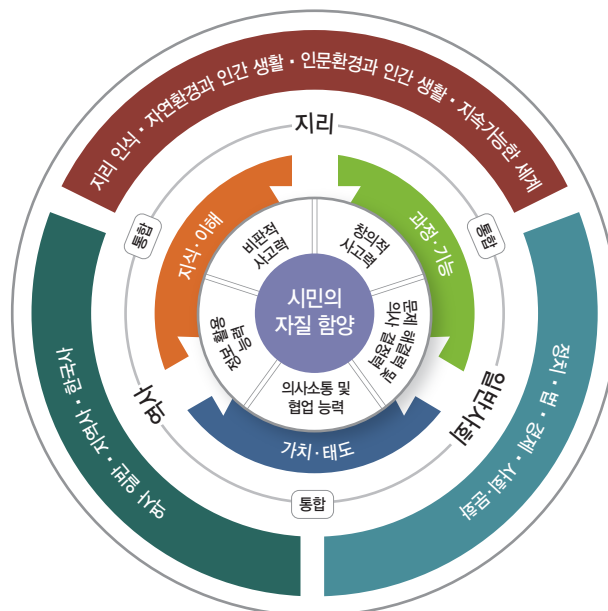 지리 인식 · 자연환경과 인간 생활 · 인문환경과 인간 생활 · 지속가능한 세계
지리
통합
통합
지식·이해
과정·기능
비판적
사고력
창의적
사고력
정보 활용
능력
시민의
자질 함양
문제 해결력 및
의사 결정력
의사소통 및
협업 능력
가치·태도
역사
일반사회
통합
역사 일반 · 지역사 · 한국사
정치 · 법 · 경제 · 사회·문화